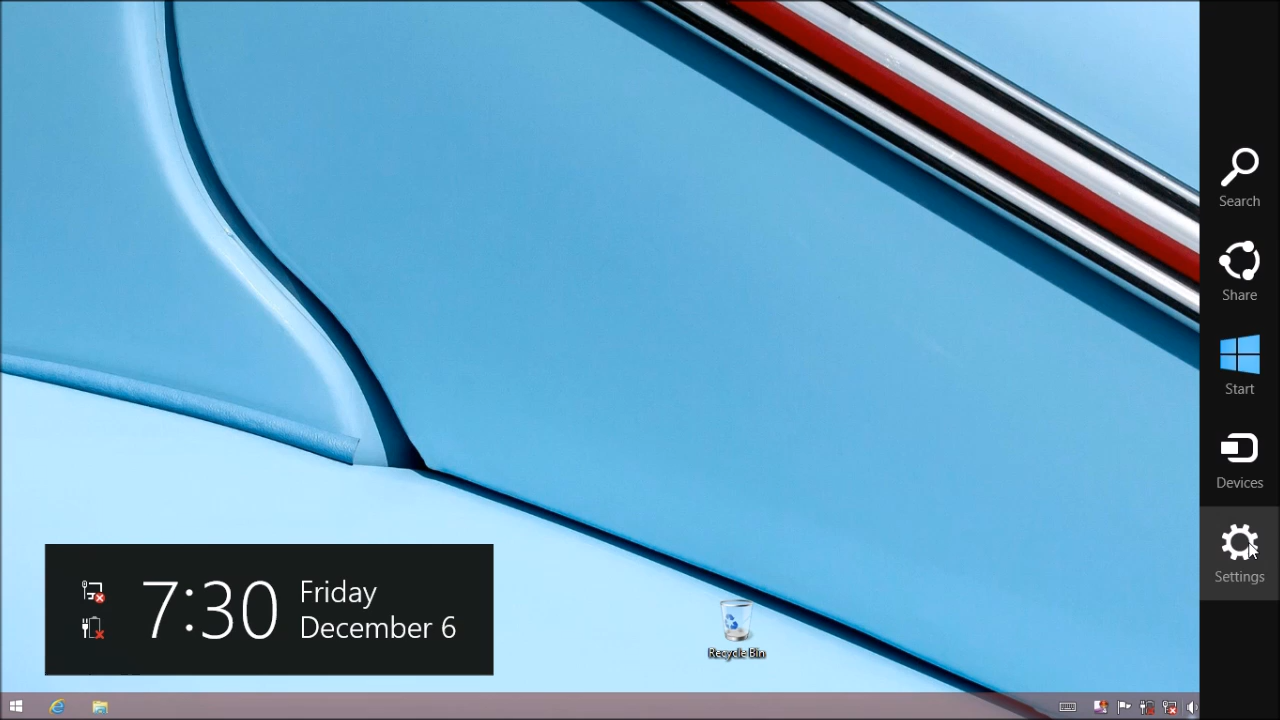 Search
Share
Start
Devices
Settings
7:30
Friday
December 6
Recycle Bin